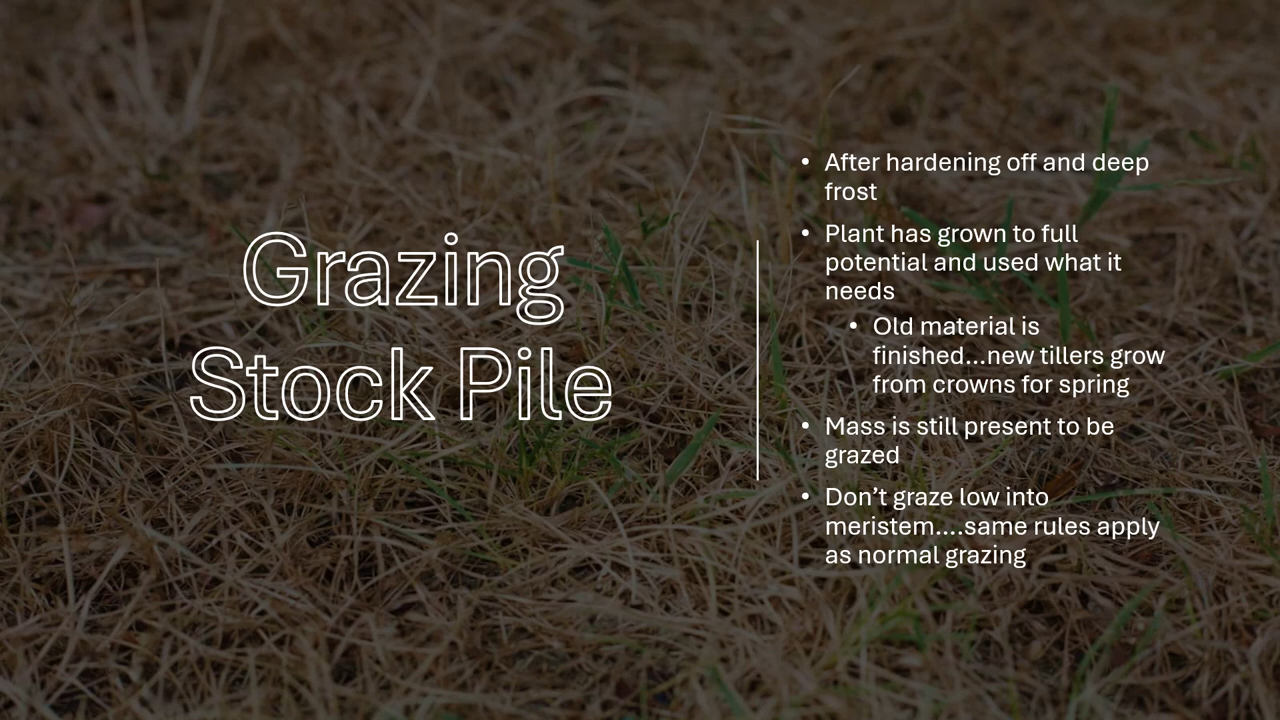 Grazing
Stock Pile
• After hardening off and deep
frost
• Plant has grown to full
potential and used what it
needs
• Old material is
finished…new tillers grow
from crowns for spring
• Mass is still present to be
grazed
• Don’t graze low into
meristem….same rules apply
as normal grazing